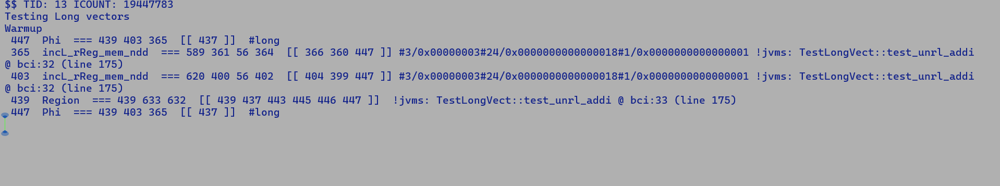 $$ TID: 13 ICOUNT: 19447783
Testing Long vectors
Warmup
 447  Phi  === 439 403 365  [[ 437 ]]  #long
 365  incL_rReg_mem_ndd  === 589 361 56 364  [[ 366 360 447 ]] #3/0x00000003#24/0x0000000000000018#1/0x0000000000000001 !jvms: TestLongVect::test_unrl_addi
@ bci:32 (line 175)
 403  incL_rReg_mem_ndd  === 620 400 56 402  [[ 404 399 447 ]] #3/0x00000003#24/0x0000000000000018#1/0x0000000000000001 !jvms: TestLongVect::test_unrl_addi
@ bci:32 (line 175)
 439  Region  === 439 633 632  [[ 439 437 443 445 446 447 ]]  !jvms: TestLongVect::test_unrl_addi @ bci:33 (line 175)
 447  Phi  === 439 403 365  [[ 437 ]]  #long